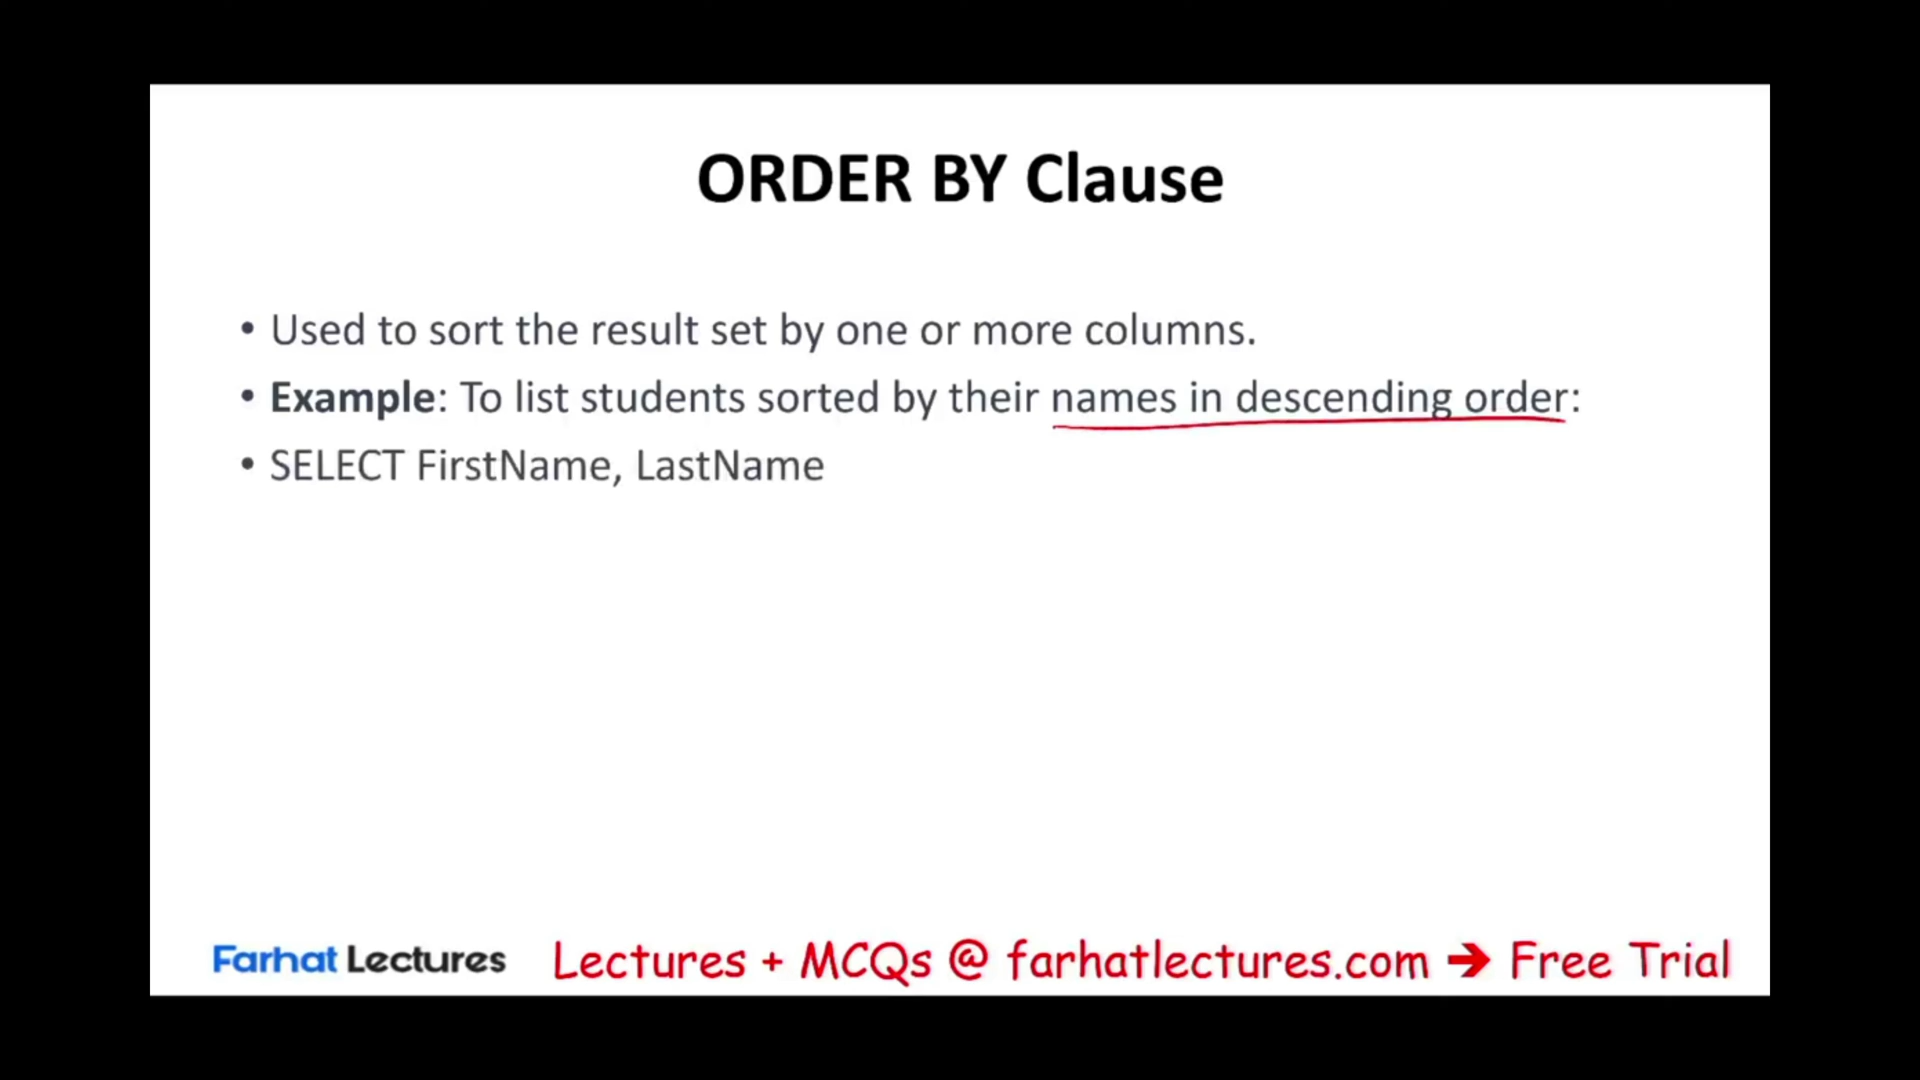 ORDER BY Clause
• Used to sort the result set by one or more columns.
• Example: To list students sorted by their names in descending order:
• SELECT FirstName, LastName
Farhat Lectures Lectures + MCQs @ farhatlectures.com ➔ Free Trial